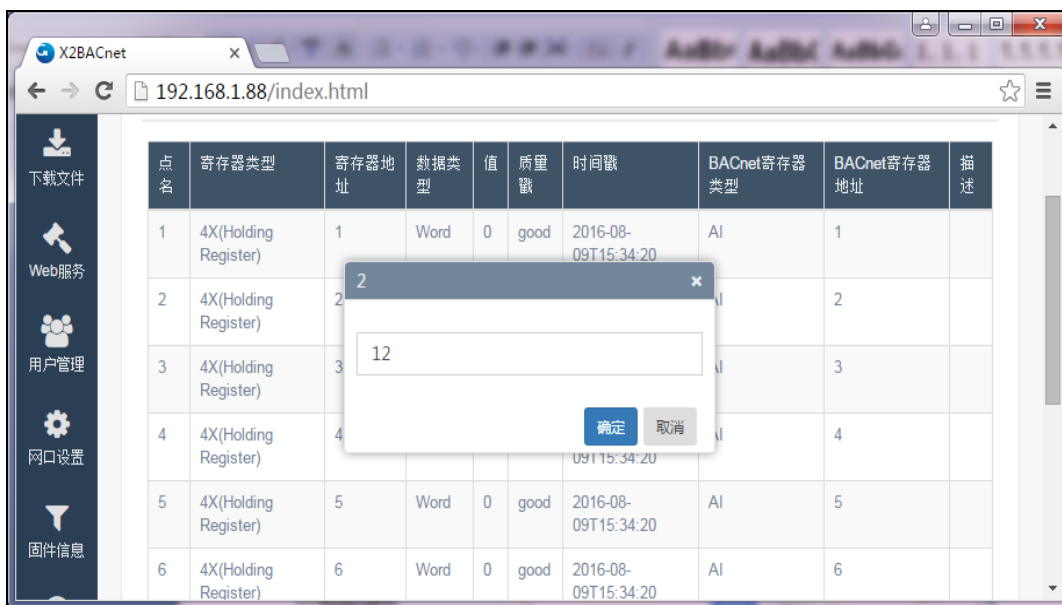 X2BACnet
192.168.1.88/index.html
下载文件
Web服务
用户管理
网口设置
固件信息
点名 寄存器类型 寄存器地址 数据类型 值 质量戳 时间戳 BACnet寄存器类型 BACnet寄存器地址 描述
1 4X(Holding Register) 1 Word 0 good 2016-08-09T15:34:20 AI 1
2 4X(Holding Register) 2 2
3 4X(Holding Register) 3 3
4 4X(Holding Register) 4 09T15:34:20 4
5 4X(Holding Register) 5 Word 0 good 2016-08-09T15:34:20 AI 5
6 4X(Holding Register) 6 Word 0 good 2016-08-09T15:34:20 AI 6
2
12
确定 取消